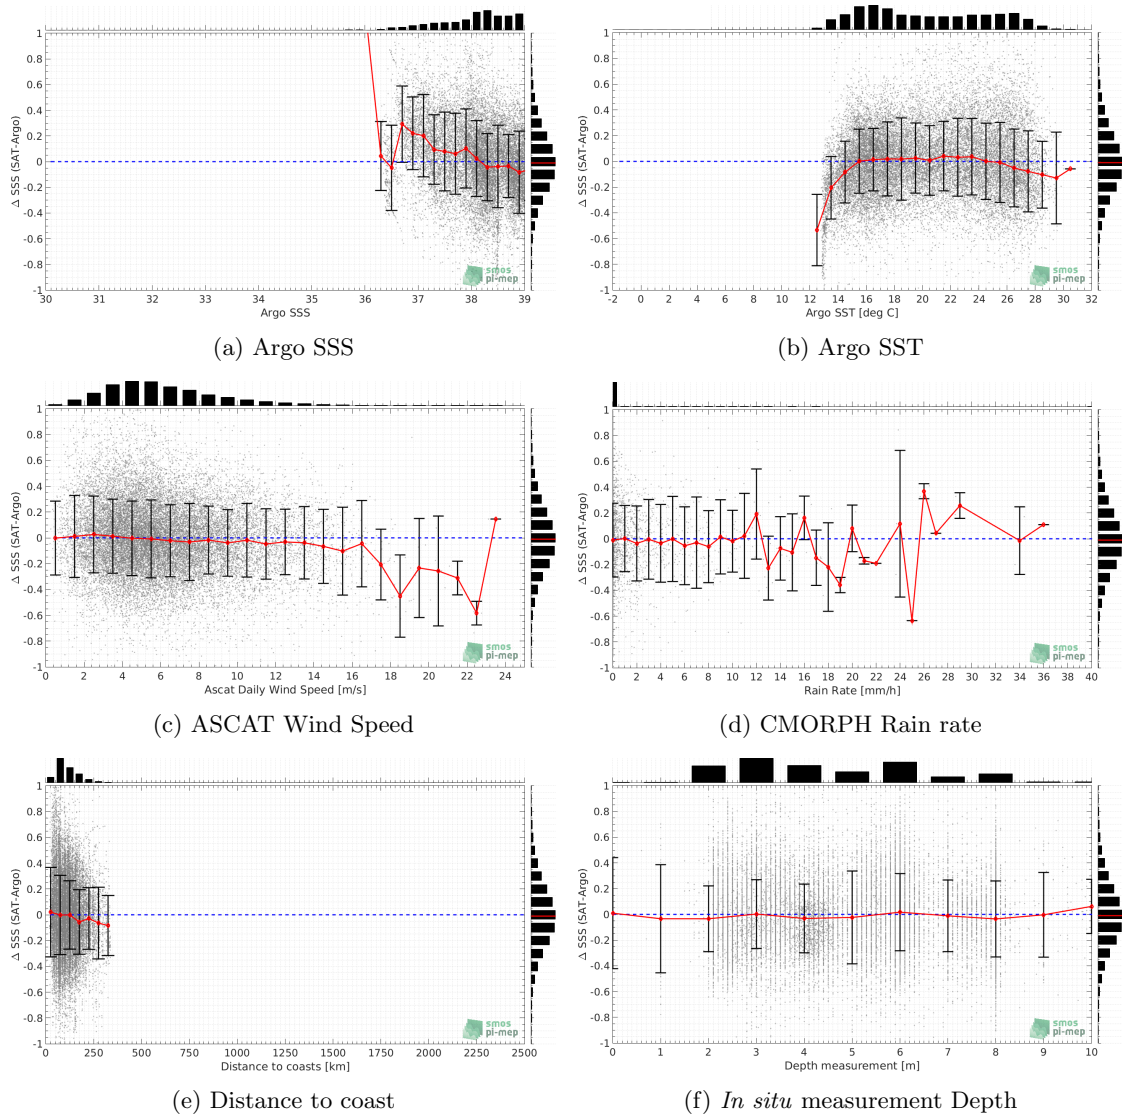 1
0.8
0.6
0.4
0.2
0
-0.2
-0.4
-0.6
-0.8
-1
Δ SSS (SAT-Argo)
30 31 32 33 34 35 36 37 38 39
Argo SSS
smos
pi-mep
(a) Argo SSS
1
0.8
0.6
0.4
0.2
0
-0.2
-0.4
-0.6
-0.8
-1
Δ SSS (SAT-Argo)
-2 0 2 4 6 8 10 12 14 16 18 20 22 24 26 28 30 32
Argo SST [deg C]
smos
pi-mep
(b) Argo SST
1
0.8
0.6
0.4
0.2
0
-0.2
-0.4
-0.6
-0.8
-1
Δ SSS (SAT-Argo)
0 2 4 6 8 10 12 14 16 18 20 22 24
Ascat Daily Wind Speed [m/s]
smos
pi-mep
(c) ASCAT Wind Speed
1
0.8
0.6
0.4
0.2
0
-0.2
-0.4
-0.6
-0.8
-1
Δ SSS (SAT-Argo)
0 2 4 6 8 10 12 14 16 18 20 22 24 26 28 30 32 34 36 38 40
Rain Rate [mm/h]
smos
pi-mep
(d) CMORPH Rain rate
1
0.8
0.6
0.4
0.2
0
-0.2
-0.4
-0.6
-0.8
-1
Δ SSS (SAT-Argo)
0 250 500 750 1000 1250 1500 1750 2000 2250 2500
Distance to coasts [km]
smos
pi-mep
(e) Distance to coast
1
0.8
0.6
0.4
0.2
0
-0.2
-0.4
-0.6
-0.8
-1
Δ SSS (SAT-Argo)
0 1 2 3 4 5 6 7 8 9 10
Depth measurement [m]
smos
pi-mep
(f) In situ measurement Depth